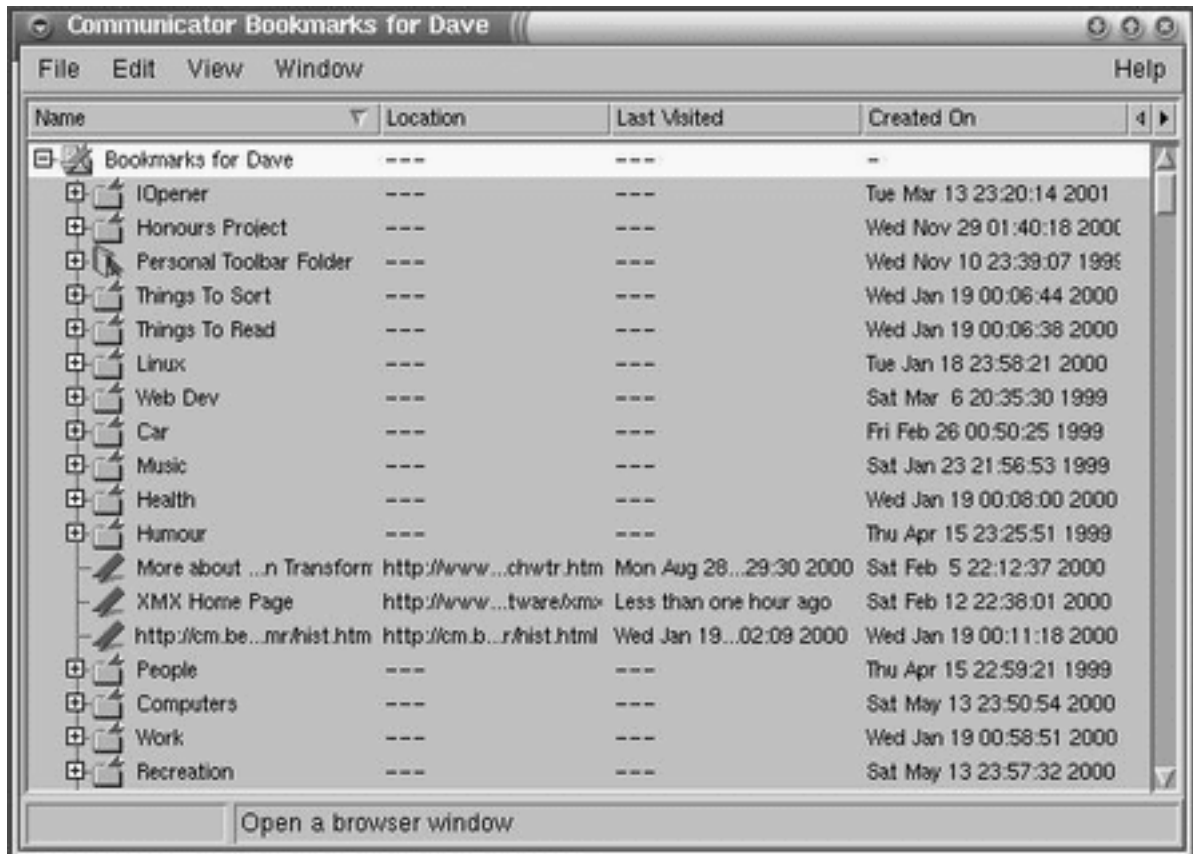 Communicator Bookmarks for Dave
File Edit View Window Help
Name Location Last Visited Created On
Bookmarks for Dave --- --- -
IOpener --- --- Tue Mar 13 23:20:14 2001
Honours Project --- --- Wed Nov 29 01:40:18 2000
Personal Toolbar Folder --- --- Wed Nov 10 23:39:07 1999
Things To Sort --- --- Wed Jan 19 00:06:44 2000
Things To Read --- --- Wed Jan 19 00:06:38 2000
Linux --- --- Tue Jan 18 23:58:21 2000
Web Dev --- --- Sat Mar 6 20:35:30 1999
Car --- --- Fri Feb 26 00:50:25 1999
Music --- --- Sat Jan 23 21:56:53 1999
Health --- --- Wed Jan 19 00:08:00 2000
Humour --- --- Thu Apr 15 23:25:51 1999
More about ...n Transform http://www...chwtr.htm Mon Aug 28...29:30 2000 Sat Feb 5 22:12:37 2000
XMX Home Page http://www...tware/xmx Less than one hour ago Sat Feb 12 22:38:01 2000
http://cm.be...mr/hist.htm http://cm.b...r/hist.html Wed Jan 19...02:09 2000 Wed Jan 19 00:11:18 2000
People --- --- Thu Apr 15 22:59:21 1999
Computers --- --- Sat May 13 23:50:54 2000
Work --- --- Wed Jan 19 00:58:51 2000
Recreation --- --- Sat May 13 23:57:32 2000
Open a browser window